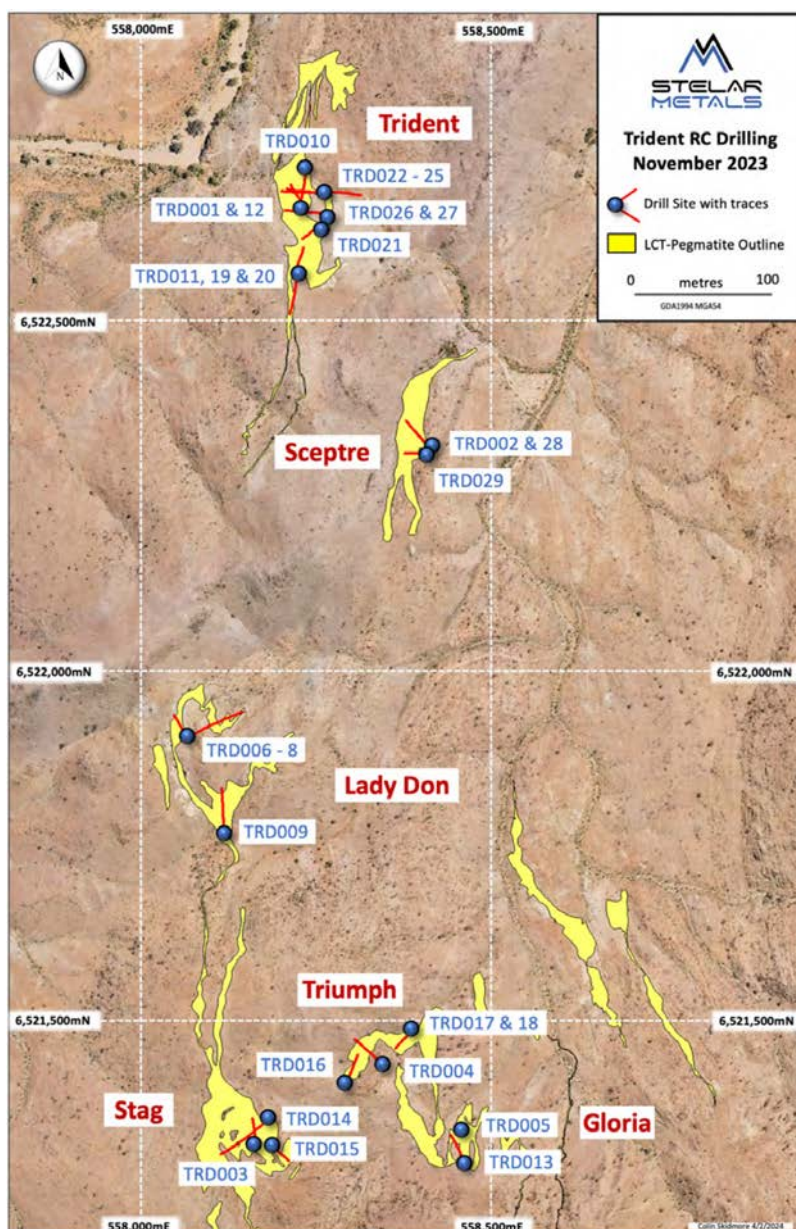 558,000mE
558,500mE
N
STELAR
METALS
Trident RC Drilling
November 2023
Drill Site with traces
LCT-Pegmatite Outline
0 metres 100
GDA1994 MGA54
Trident
TRD010
TRD022 - 25
TRD001 & 12
TRD026 & 27
TRD021
TRD011, 19 & 20
6,522,500mN
Sceptre
TRD002 & 28
TRD029
6,522,000mN
6,522,000mN
TRD006 - 8
Lady Don
TRD009
Triumph
6,521,500mN
6,521,500mN
TRD017 & 18
TRD016
TRD004
Stag
TRD014
TRD005
Gloria
TRD003
TRD015
TRD013
558,000mE
558,500mE
Colin Skidmore 4/2/2024